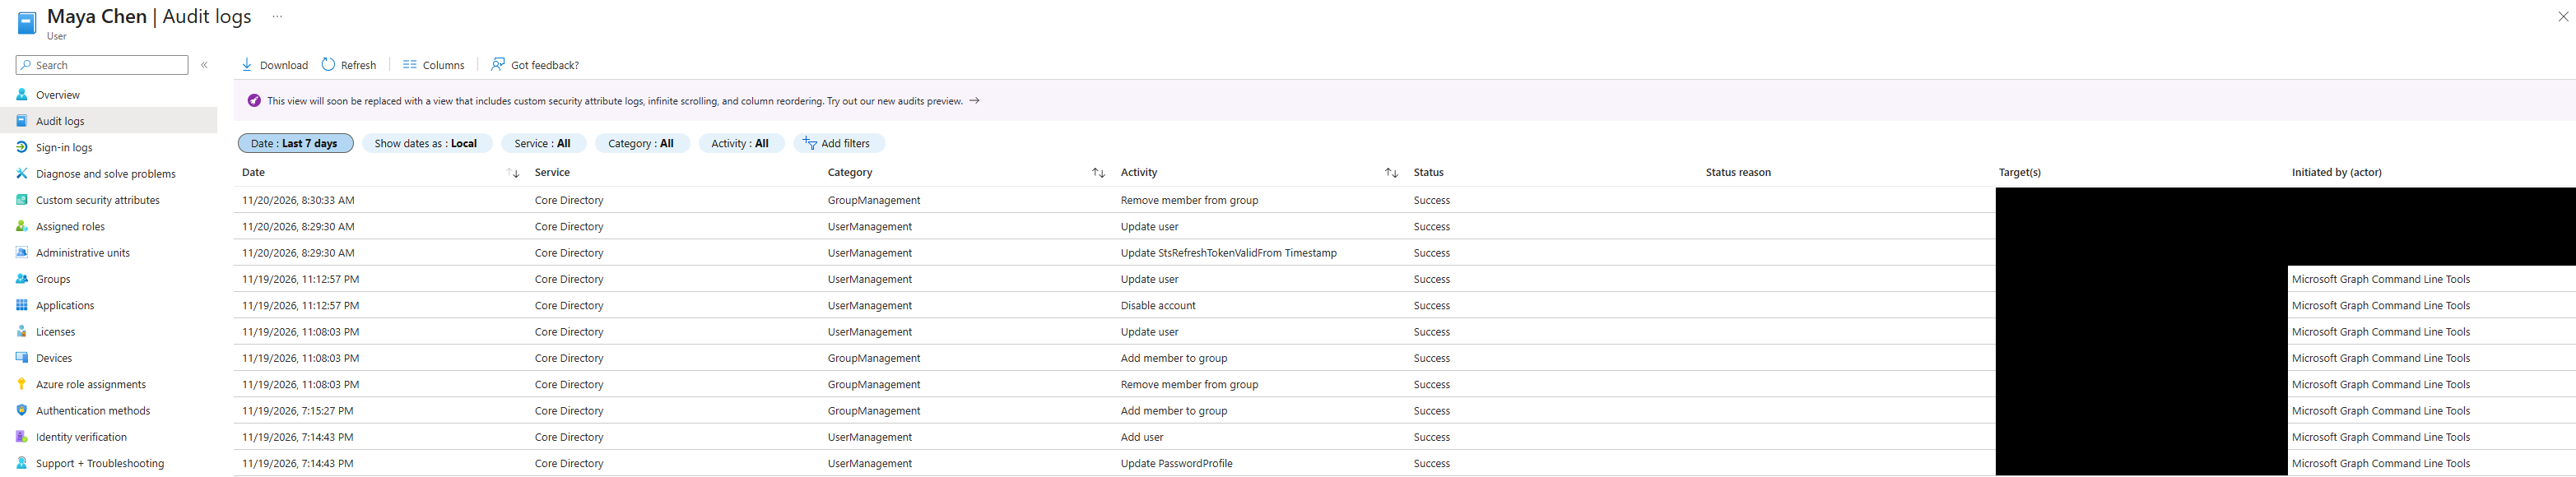 Maya Chen | Audit logs ...
User
Search «
Overview
Audit logs
Sign-in logs
Diagnose and solve problems
Custom security attributes
Assigned roles
Administrative units
Groups
Applications
Licenses
Devices
Azure role assignments
Authentication methods
Identity verification
Support + Troubleshooting
Download Refresh Columns Got feedback?
This view will soon be replaced with a view that includes custom security attribute logs, infinite scrolling, and column reordering. Try out our new audits preview. →
Date : Last 7 days Show dates as : Local Service : All Category : All Activity : All Add filters
Date Service Category Activity Status Status reason Target(s) Initiated by (actor)
11/20/2026, 8:30:33 AM Core Directory GroupManagement Remove member from group Success
11/20/2026, 8:29:30 AM Core Directory UserManagement Update user Success
11/20/2026, 8:29:30 AM Core Directory UserManagement Update StsRefreshTokenValidFrom Timestamp Success
11/19/2026, 11:12:57 PM Core Directory UserManagement Update user Success Microsoft Graph Command Line Tools
11/19/2026, 11:12:57 PM Core Directory UserManagement Disable account Success Microsoft Graph Command Line Tools
11/19/2026, 11:08:03 PM Core Directory UserManagement Update user Success Microsoft Graph Command Line Tools
11/19/2026, 11:08:03 PM Core Directory GroupManagement Add member to group Success Microsoft Graph Command Line Tools
11/19/2026, 11:08:03 PM Core Directory GroupManagement Remove member from group Success Microsoft Graph Command Line Tools
11/19/2026, 7:15:27 PM Core Directory GroupManagement Add member to group Success Microsoft Graph Command Line Tools
11/19/2026, 7:14:43 PM Core Directory UserManagement Add user Success Microsoft Graph Command Line Tools
11/19/2026, 7:14:43 PM Core Directory UserManagement Update PasswordProfile Success Microsoft Graph Command Line Tools